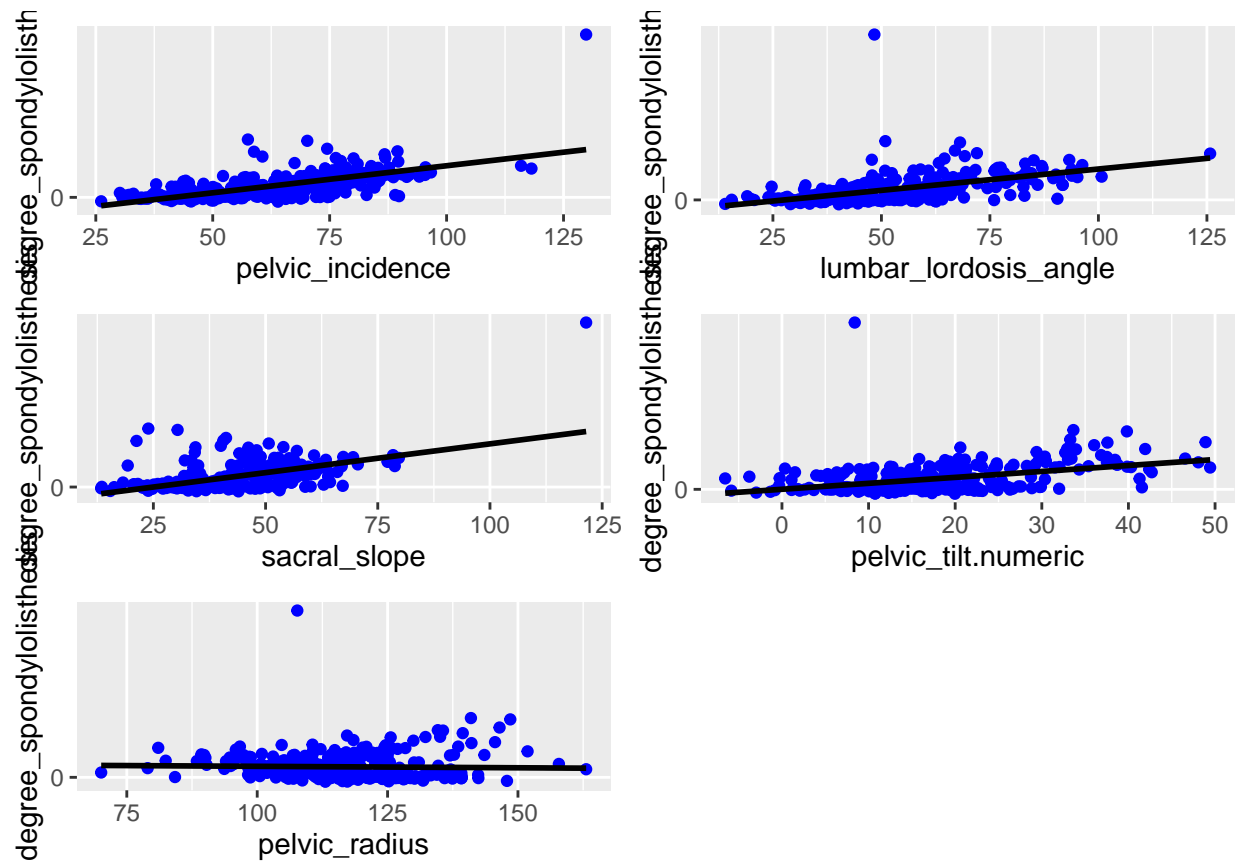 degree_spondylolisth
0
25 50 75 100 125
pelvic_incidence
degree_spondylolisth
0
25 50 75 100 125
lumbar_lordosis_angle
degree_spondylolisthesis
0
25 50 75 100 125
sacral_slope
degree_spondylolisthesis
0
0 10 20 30 40 50
pelvic_tilt.numeric
degree_spondylolisthesis
0
75 100 125 150
pelvic_radius